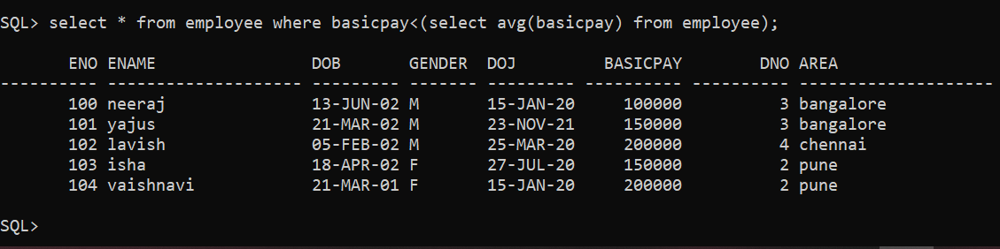 SQL> select * from employee where basicpay<(select avg(basicpay) from employee);
ENO ENAME DOB GENDER DOJ BASICPAY DNO AREA
---------- -------------------- --------- ------- --------- ---------- ---------- --------------------
100 neeraj 13-JUN-02 M 15-JAN-20 100000 3 bangalore
101 yajus 21-MAR-02 M 23-NOV-21 150000 3 bangalore
102 lavish 05-FEB-02 M 25-MAR-20 200000 4 chennai
103 isha 18-APR-02 F 27-JUL-20 150000 2 pune
104 vaishnavi 21-MAR-01 F 15-JAN-20 200000 2 pune
SQL>